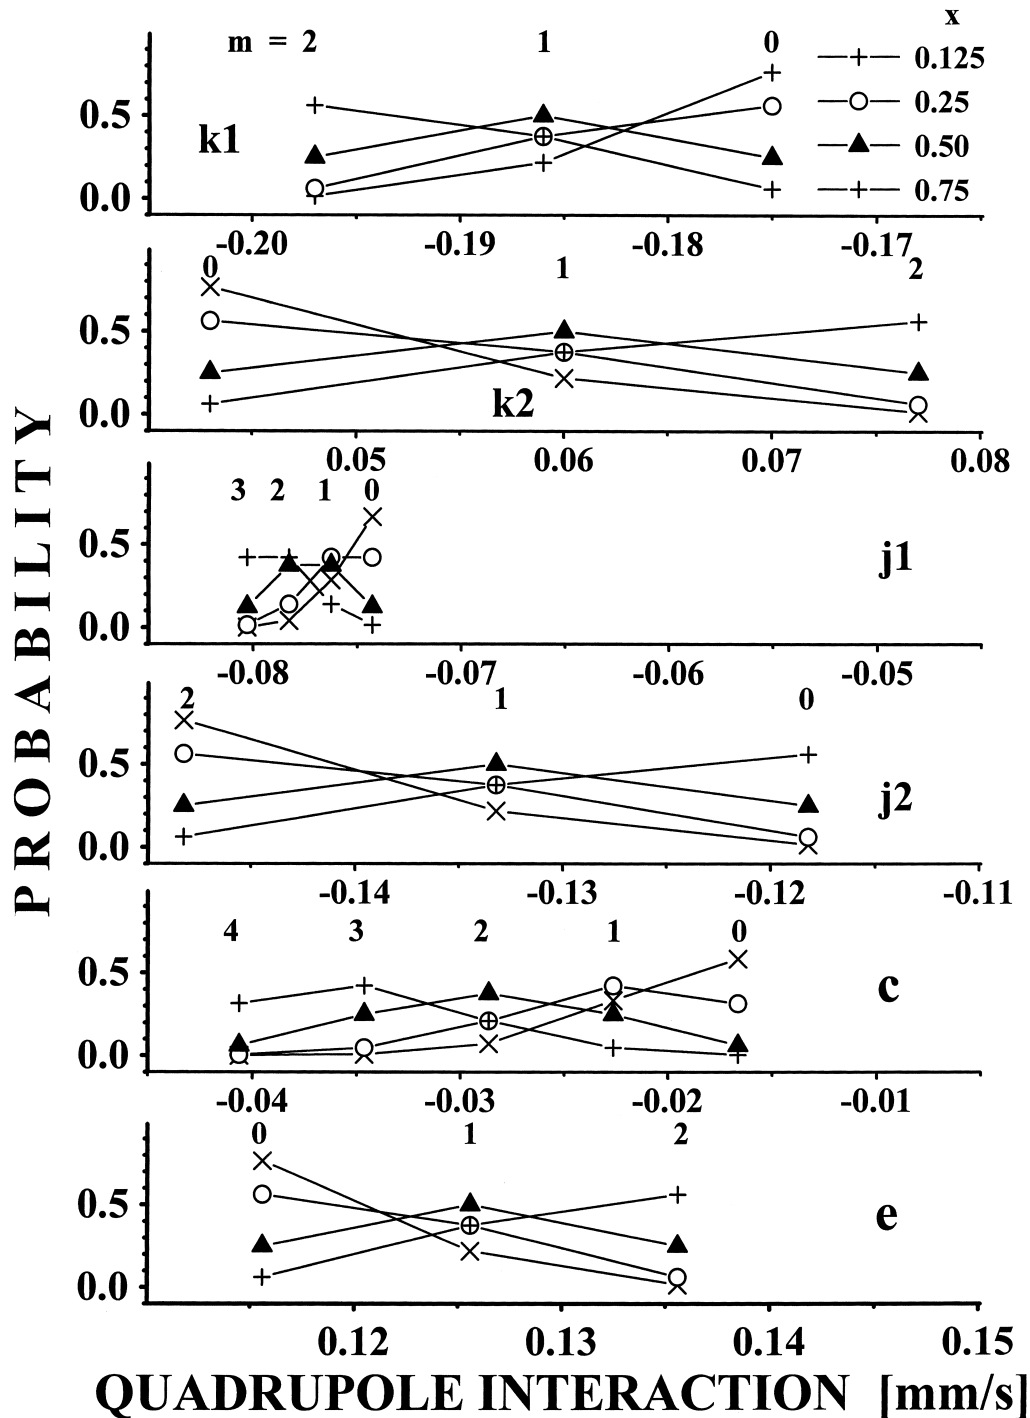 x
m = 2 1 0
0.125
0.25
0.50
0.75
0.5
k1
0.0
-0.20 -0.19 -0.18 -0.17
0 1 2
0.5
0.0
k2
0.05 0.06 0.07 0.08
3 2 1 0
0.5
j1
0.0
-0.08 -0.07 -0.06 -0.05
2 1 0
0.5
j2
0.0
-0.14 -0.13 -0.12 -0.11
4 3 2 1 0
0.5
c
0.0
-0.04 -0.03 -0.02 -0.01
0 1 2
0.5
e
0.0
0.12 0.13 0.14 0.15
QUADRUPOLE INTERACTION [mm/s]
PROBABILITY